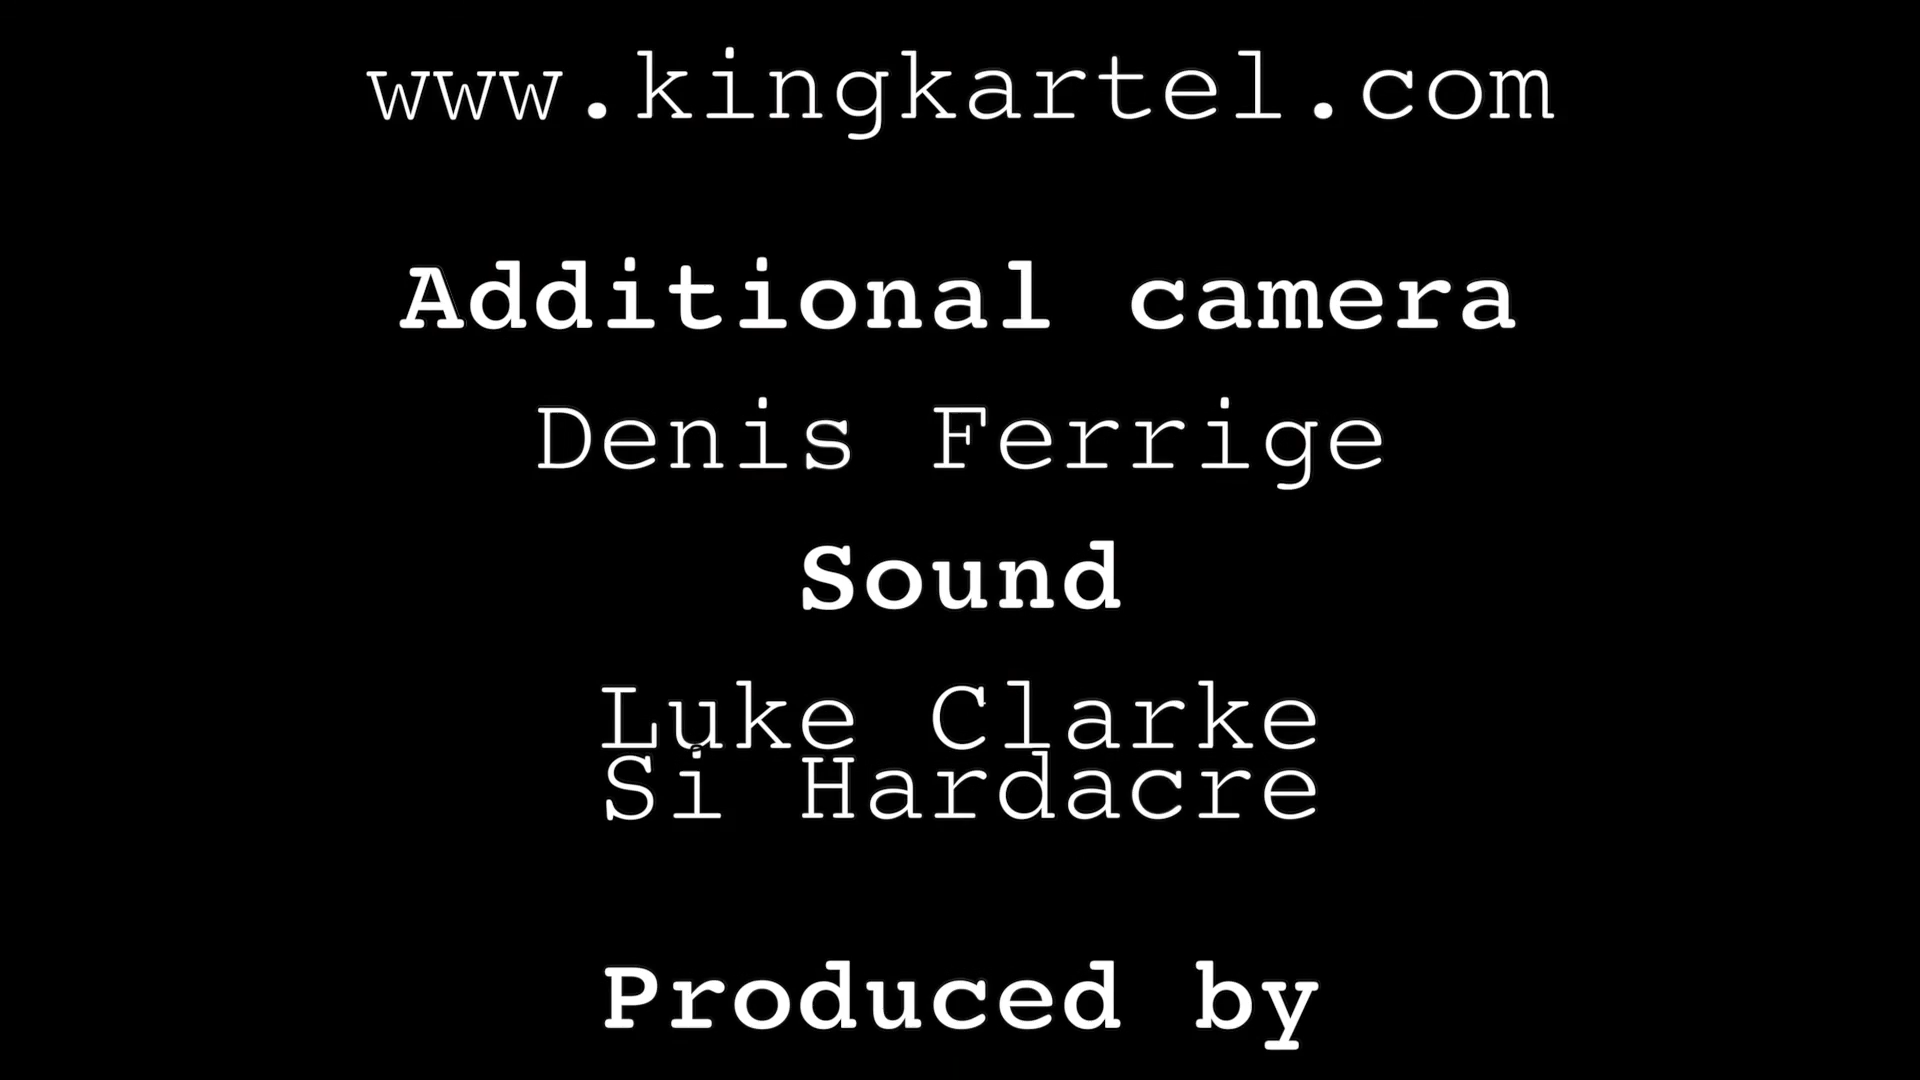 www.kingkartel.com
Additional camera
Denis Ferrige
Sound
Luke Clarke
Si Hardacre
Produced by